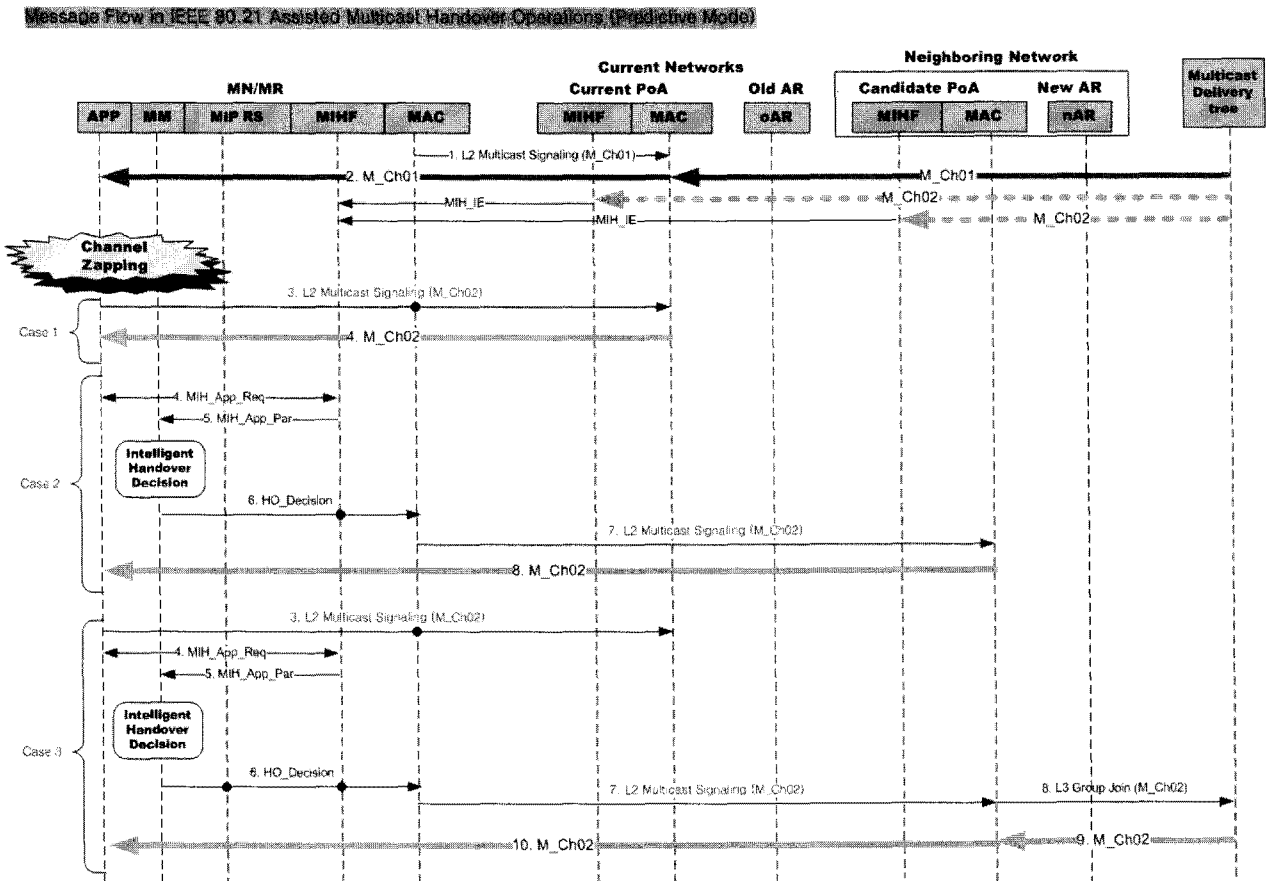 Message Flow in IEEE 80.21 Assisted Multicast Handover Operations (Predictive Mode)
Neighboring Network
Current Networks
MN/MR
Current PoA
Old AR
Candidate PoA
New AR
Multicast
Delivery
tree
APP
MM
MIP RS
MIHF
MAC
MIHF
MAC
oAR
MIHF
MAC
nAR
1. L2 Multicast Signaling (M_Ch01)
2. M_Ch01
M_Ch01
MIH_IE
M_Ch02
MIH_IE
M_Ch02
Channel
Zapping
3. L2 Multicast Signaling (M_Ch02)
Case 1
4. M_Ch02
4. MIH_App_Req
5. MIH_App_Par
Intelligent
Handover
Decision
Case 2
6. HO_Decision
7. L2 Multicast Signaling (M_Ch02)
8. M_Ch02
3. L2 Multicast Signaling (M_Ch02)
4. MIH_App_Req
5. MIH_App_Par
Intelligent
Handover
Decision
Case 3
6. HO_Decision
7. L2 Multicast Signaling (M_Ch02)
8. L3 Group Join (M_Ch02)
10. M_Ch02
9. M_Ch02